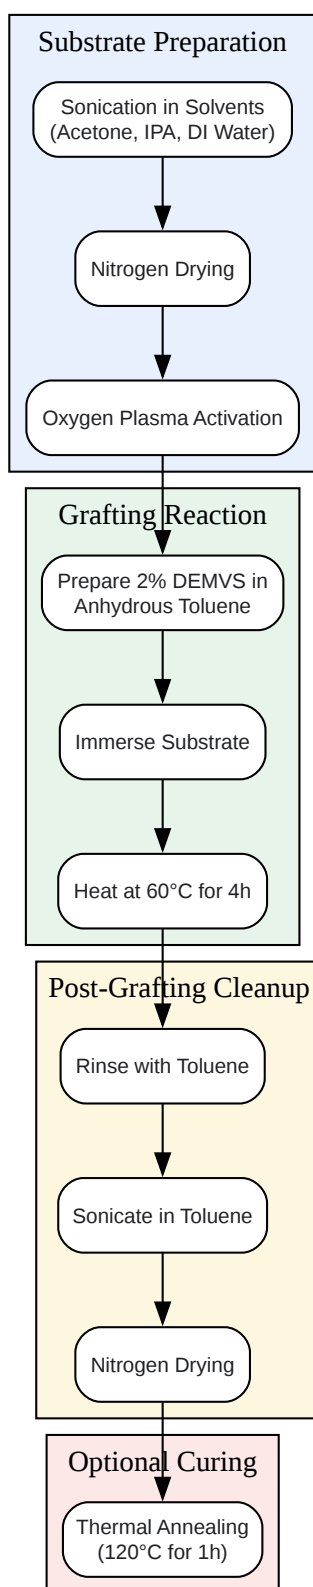 Substrate Preparation
Sonication in Solvents
(Acetone, IPA, DI Water)
Nitrogen Drying
Oxygen Plasma Activation
Grafting Reaction
Prepare 2% DEMVS in
Anhydrous Toluene
Immerse Substrate
Heat at 60°C for 4h
Post-Grafting Cleanup
Rinse with Toluene
Sonicate in Toluene
Nitrogen Drying
Optional Curing
Thermal Annealing
(120°C for 1h)